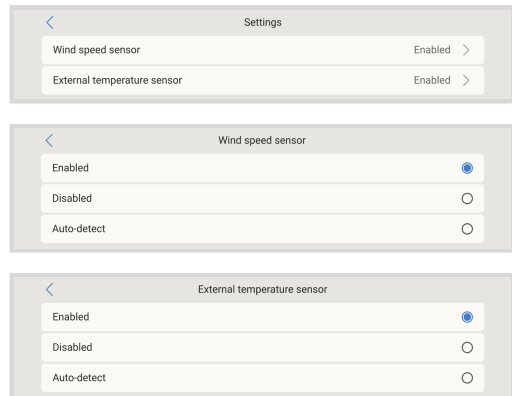 Settings
Wind speed sensor Enabled
External temperature sensor Enabled
Wind speed sensor
Enabled
Disabled
Auto-detect
External temperature sensor
Enabled
Disabled
Auto-detect